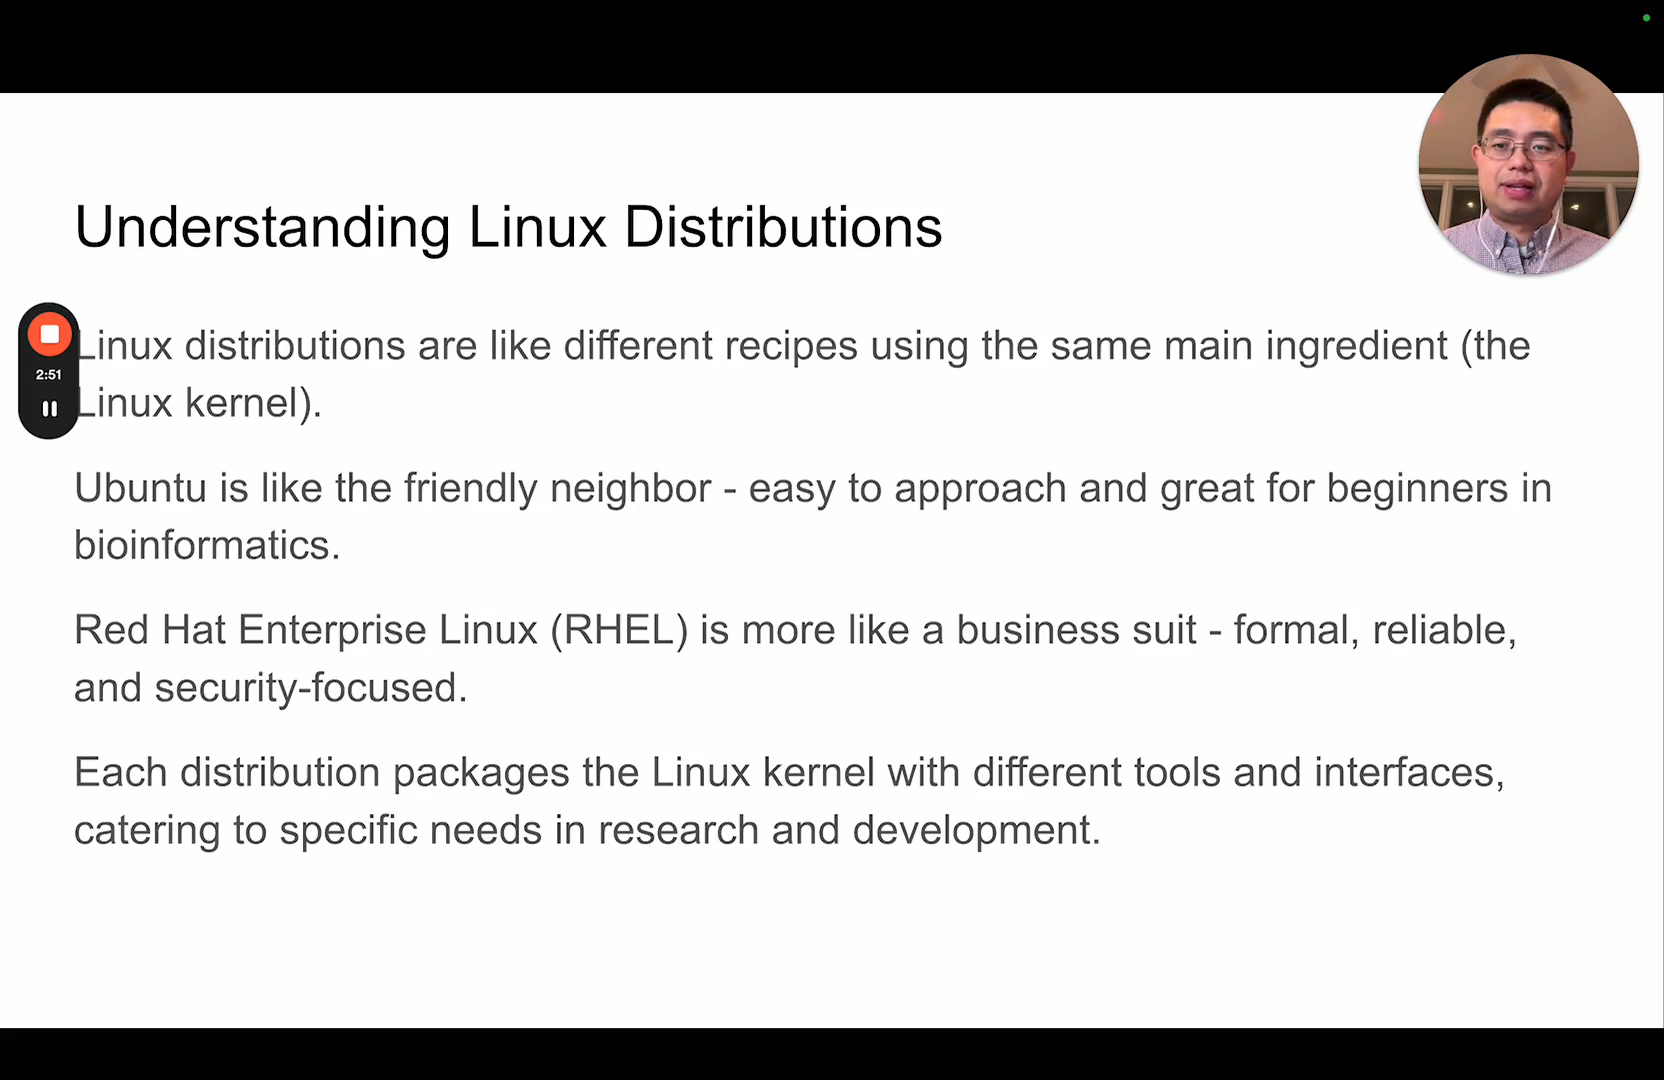 Understanding Linux Distributions
Linux distributions are like different recipes using the same main ingredient (the
2:51
Linux kernel).
Ubuntu is like the friendly neighbor - easy to approach and great for beginners in
bioinformatics.
Red Hat Enterprise Linux (RHEL) is more like a business suit - formal, reliable,
and security-focused.
Each distribution packages the Linux kernel with different tools and interfaces,
catering to specific needs in research and development.